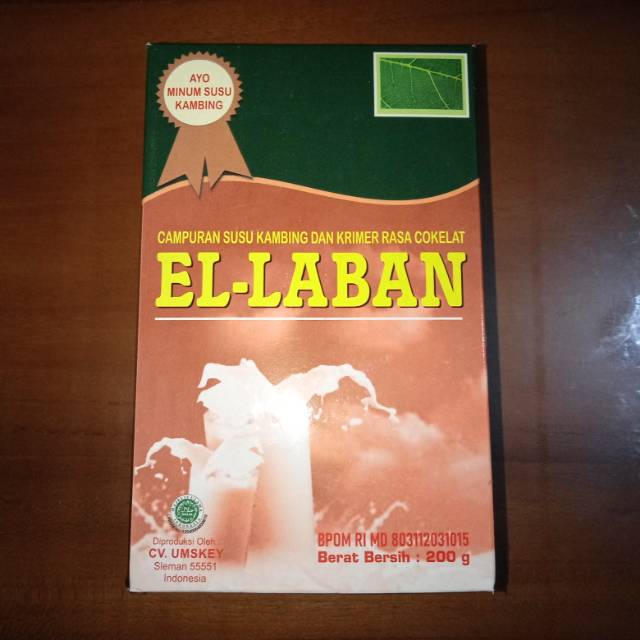 AYO
MINUM SUSU
KAMBING
CAMPURAN SUSU KAMBING DAN KRIMER RASA COKELAT
EL-LABAN
Diproduksi Oleh :
CV. UMSKEY
Sleman 55551
Indonesia
BPOM RI MD 803112031015
Berat Bersih : 200 g